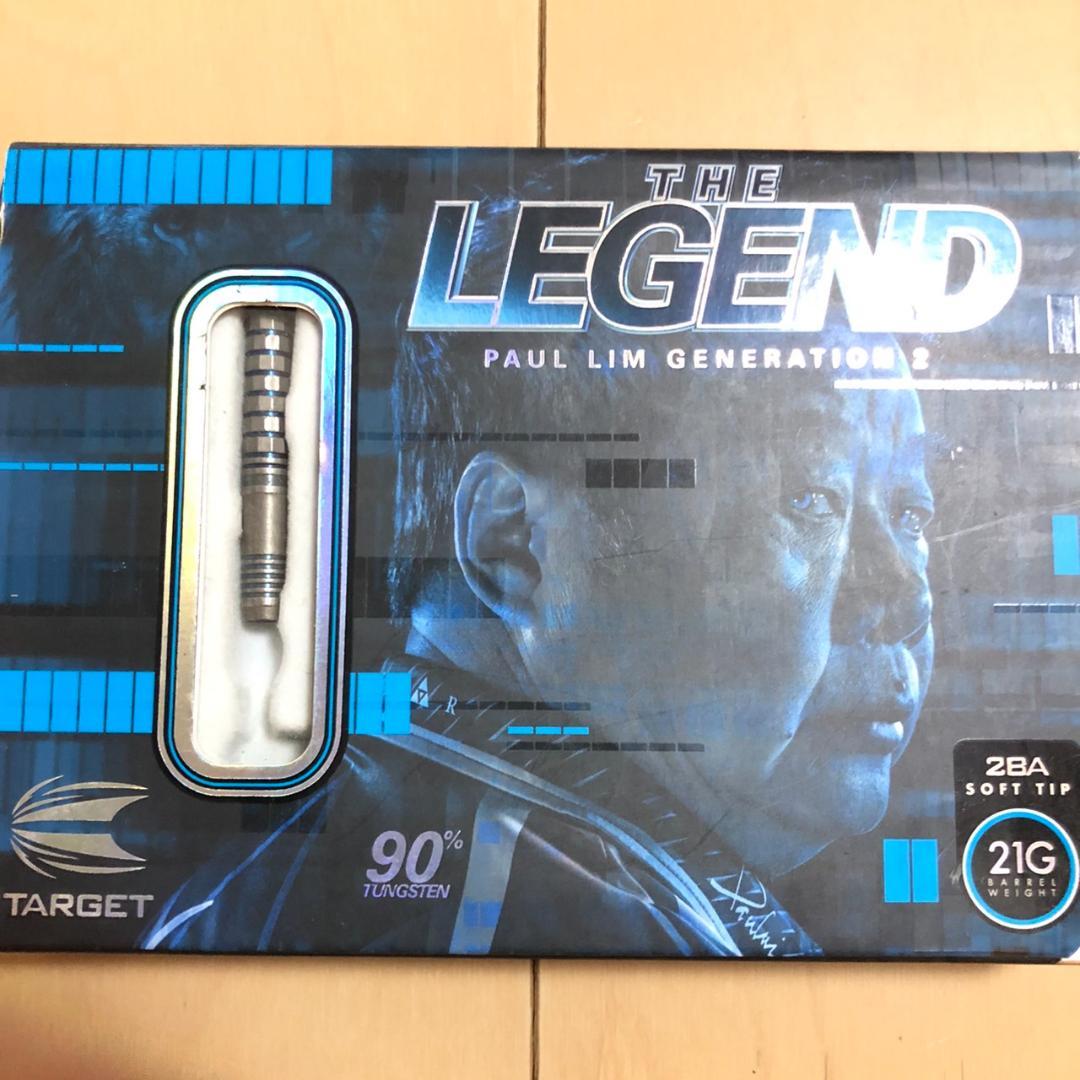 THE
LEGEND
PAUL LIM GENERATION 2
R
2BA
SOFT TIP
21G
BARREL
WEIGHT
90%
TUNGSTEN
TARGET